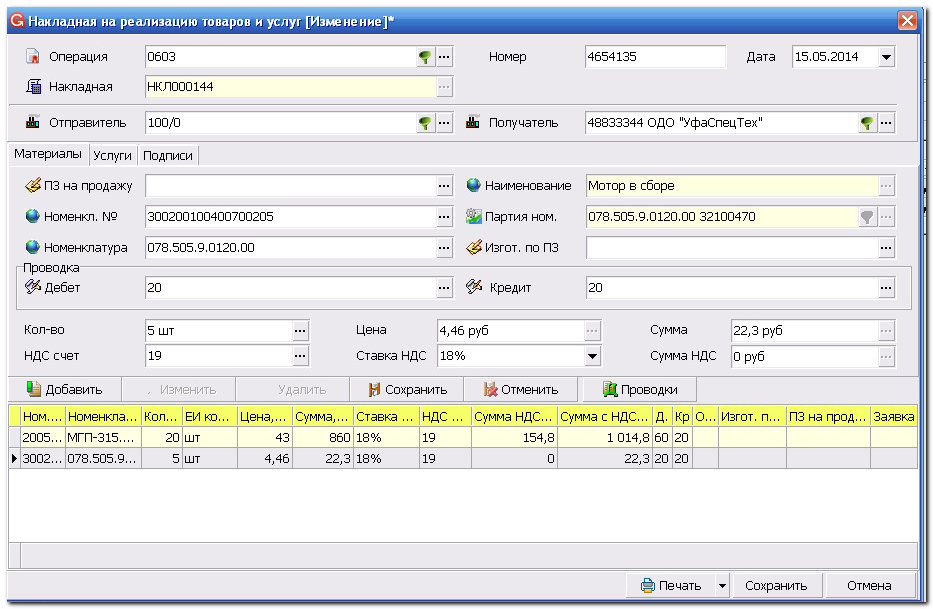 Накладная на реализацию товаров и услуг [Изменение]*
Операция 0603 ... Номер 4654135 Дата 15.05.2014
Накладная НКЛ000144 ...
Отправитель 100/0 ... Получатель 48833344 ОДО "УфаСпецТех" ...
Материалы Услуги Подписи
ПЗ на продажу ... Наименование Мотор в сборе ...
Номенкл. № 300200100400700205 ... Партия ном. 078.505.9.0120.00 32100470 ...
Номенклатура 078.505.9.0120.00 ... Изгот. по ПЗ ...
Проводка
Дебет 20 ... Кредит 20 ...
Кол-во 5 шт ... Цена 4,46 руб ... Сумма 22,3 руб ...
НДС счет 19 ... Ставка НДС 18% Сумма НДС 0 руб ...
Добавить Изменить Удалить Сохранить Отменить Проводки
Ном.... Номенкла... Кол... ЕИ ко... Цена,... Сумма,... Ставка ... НДС ... Сумма НДС... Сумма с НДС... Д. Кр О... Изгот. п... ПЗ на прод... Заявка
2005... МГП-315.... 20 шт 43 860 18% 19 154,8 1 014,8 60 20
3002... 078.505.9... 5 шт 4,46 22,3 18% 19 0 22,3 20 20
Печать Сохранить Отмена